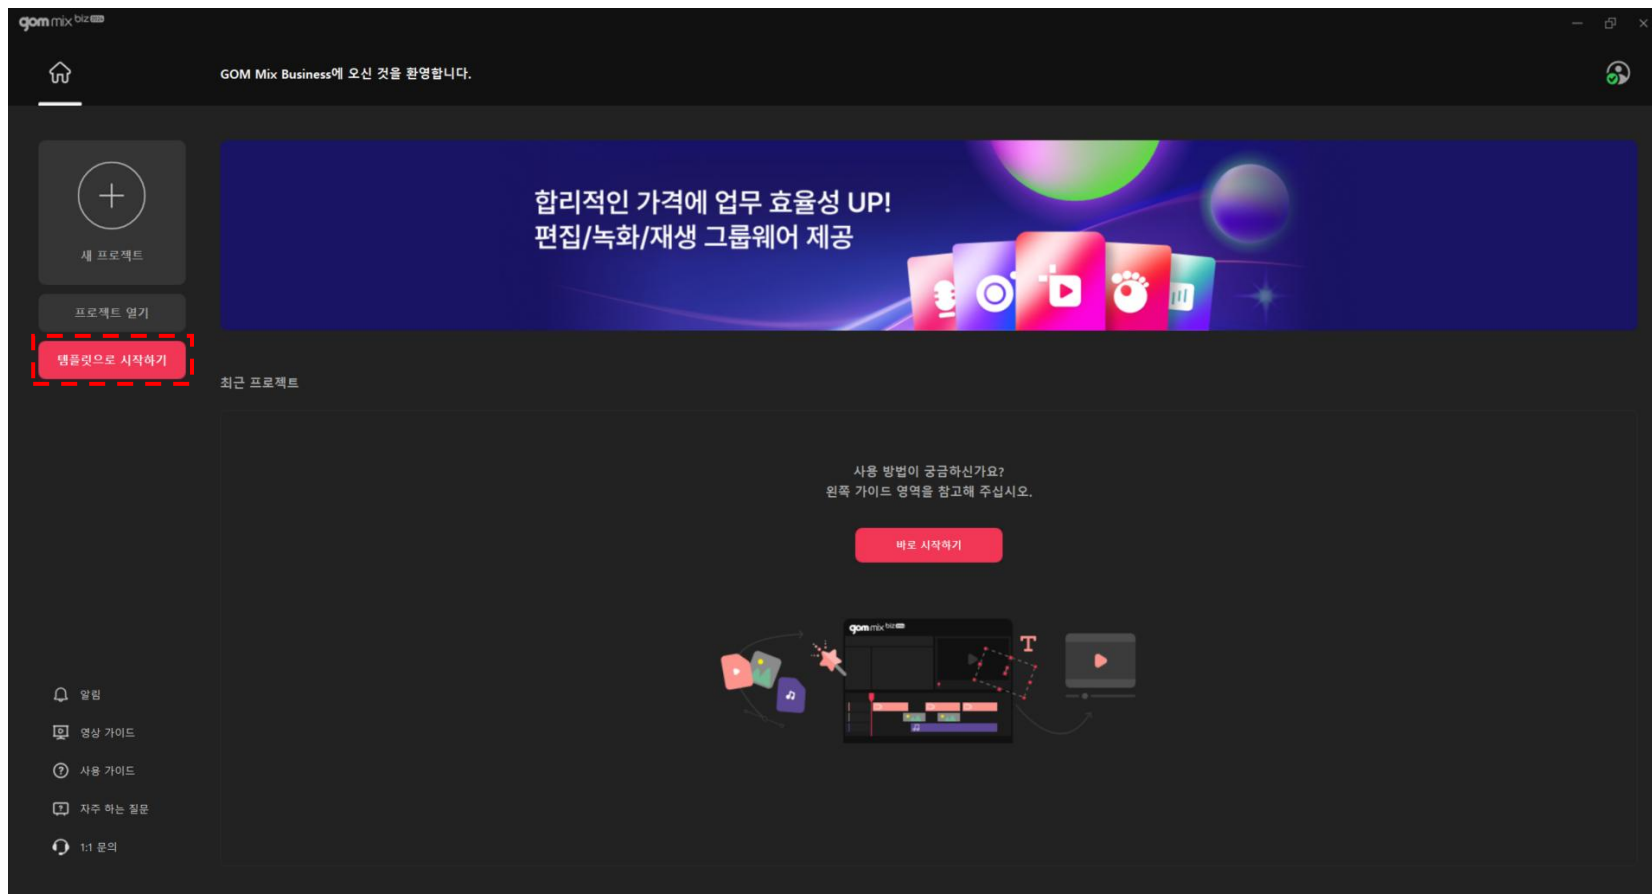 gom mix biz 2024
GOM Mix Business에 오신 것을 환영합니다.
새 프로젝트
프로젝트 열기
템플릿으로 시작하기
합리적인 가격에 업무 효율성 UP!
편집/녹화/재생 그룹웨어 제공
최근 프로젝트
사용 방법이 궁금하신가요?
왼쪽 가이드 영역을 참고해 주십시오.
바로 시작하기
gom mix biz
T
알림
영상 가이드
사용 가이드
자주 하는 질문
1:1 문의